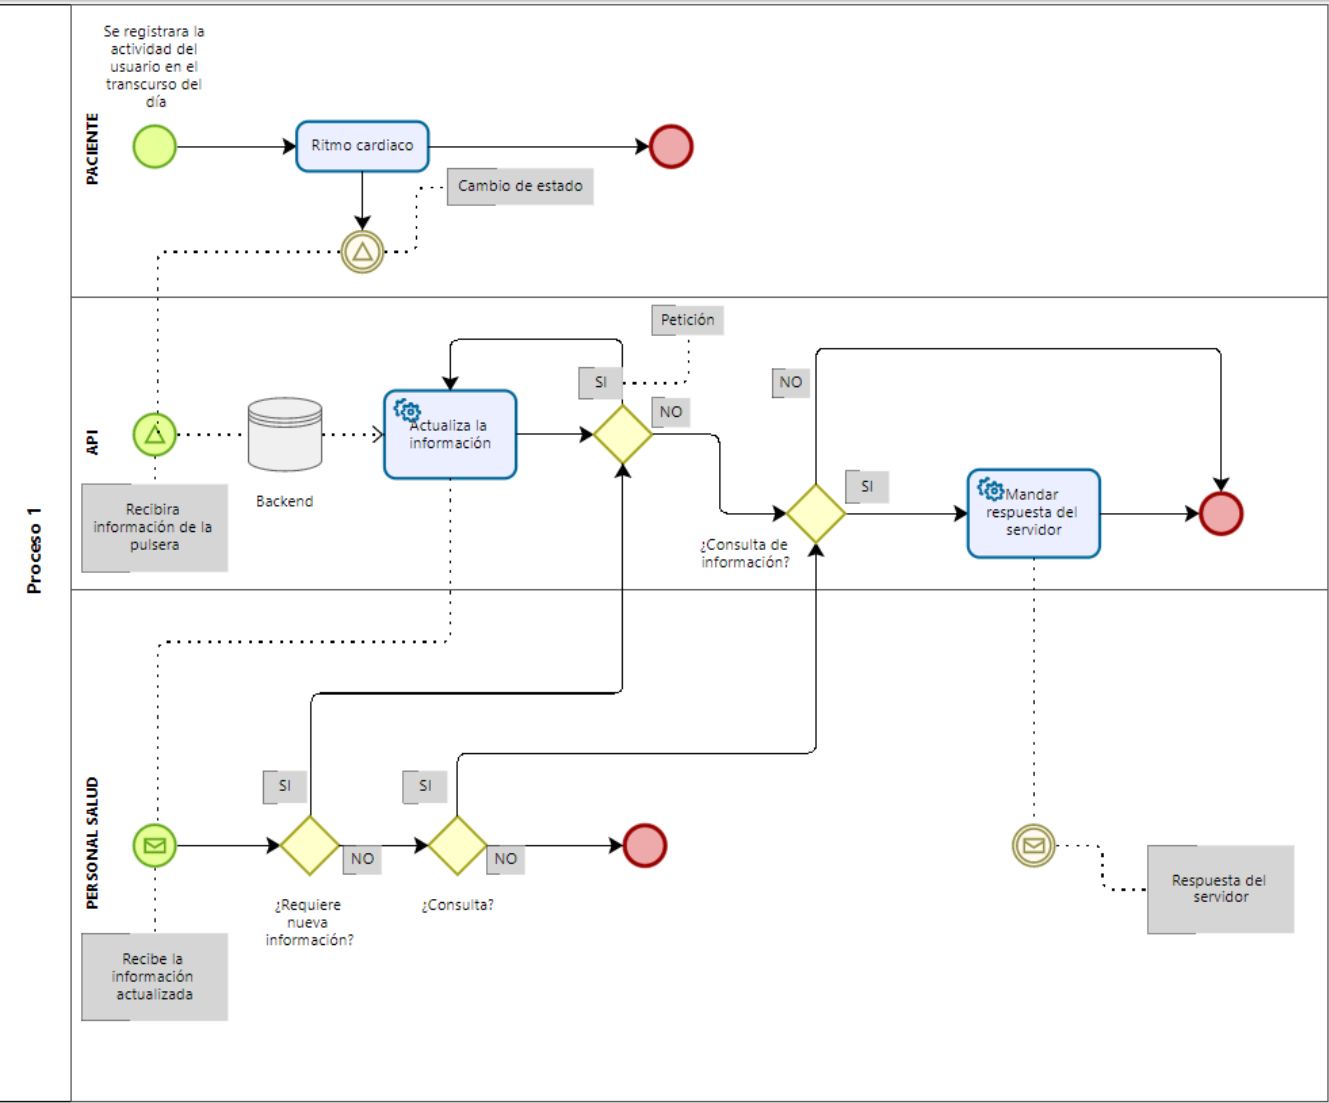 Proceso 1
PACIENTE
Se registrara la
actividad del
usuario en el
transcurso del
día
Ritmo cardiaco
Cambio de estado
API
Petición
SI
NO
NO
Actualiza la
información
Backend
Recibira
información de la
pulsera
SI
¿Consulta de
información?
Mandar
respuesta del
servidor
PERSONAL SALUD
SI
SI
NO
NO
¿Requiere
nueva
información?
¿Consulta?
Recibe la
información
actualizada
Respuesta del
servidor